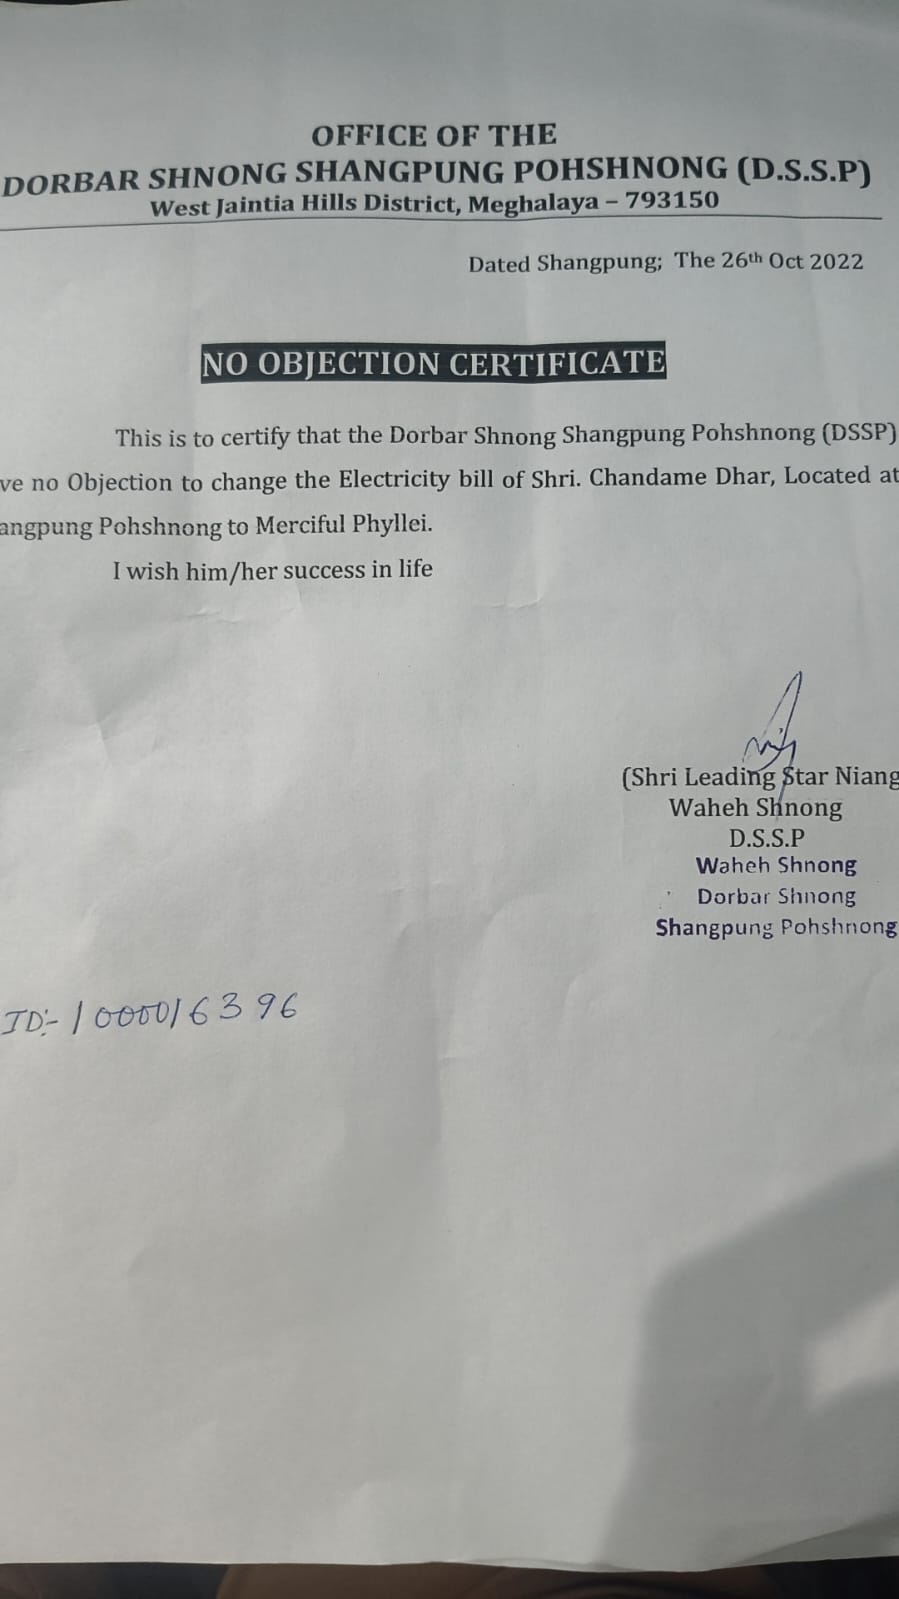 OFFICE OF THE
DORBAR SHNONG SHANGPUNG POHSHNONG (D.S.S.P)
West Jaintia Hills District, Meghalaya – 793150
Dated Shangpung; The 26th Oct 2022
NO OBJECTION CERTIFICATE
This is to certify that the Dorbar Shnong Shangpung Pohshnong (DSSP)
ve no Objection to change the Electricity bill of Shri. Chandame Dhar, Located at
angpung Pohshnong to Merciful Phyllei.
I wish him/her success in life
(Shri Leading Star Niang
Waheh Shnong
D.S.S.P
Waheh Shnong
Dorbar Shnong
Shangpung Pohshnong
ID:- 1000016396